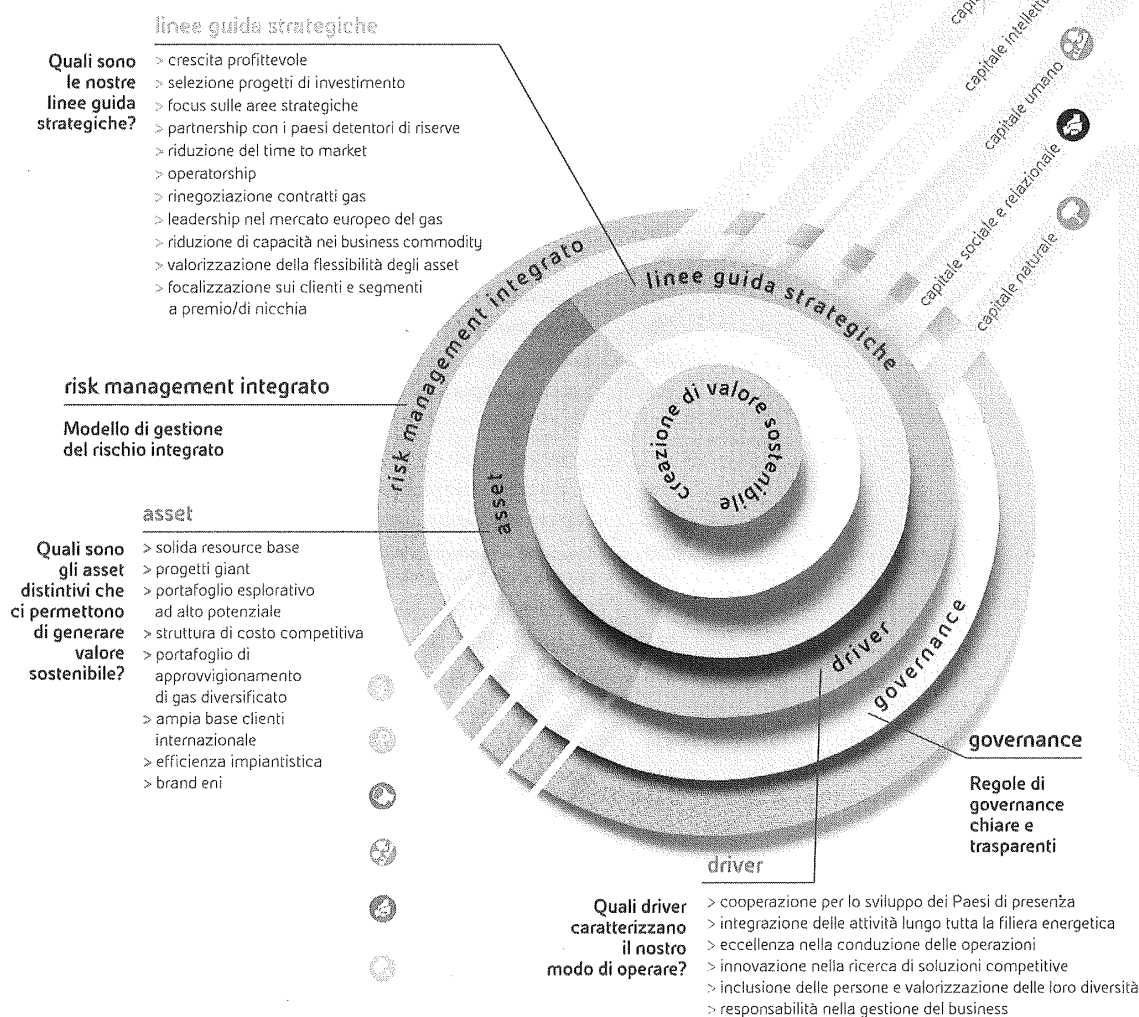 linee guida strategiche
Quali sono
le nostre
linee guida
strategiche?
> crescita profittevole
> selezione progetti di investimento
> focus sulle aree strategiche
> partnership con i paesi detentori di riserve
> riduzione del time to market
> operatorship
> rinegoziazione contratti gas
> leadership nel mercato europeo del gas
> riduzione di capacità nei business commodity
> valorizzazione della flessibilità degli asset
> focalizzazione sui clienti e segmenti
a premio/di nicchia
capitale umano
capitale sociale e relazionale
capitale naturale
risk management integrato
Modello di gestione
del rischio integrato
risk management integrato
linee guida strategiche
creazione di valore sostenibile
asset
driver
governance
asset
Quali sono
gli asset
distintivi che
ci permettono
di generare
valore
sostenibile?
> solida resource base
> progetti giant
> portafoglio esplorativo
ad alto potenziale
> struttura di costo competitiva
> portafoglio di
approvvigionamento
di gas diversificato
> ampia base clienti
internazionale
> efficienza impiantistica
> brand eni
governance
Regole di
governance
chiare e
trasparenti
driver
Quali driver
caratterizzano
il nostro
modo di operare?
> cooperazione per lo sviluppo dei Paesi di presenza
> integrazione delle attività lungo tutta la filiera energetica
> eccellenza nella conduzione delle operazioni
> innovazione nella ricerca di soluzioni competitive
> inclusione delle persone e valorizzazione delle loro diversità
> responsabilità nella gestione del business